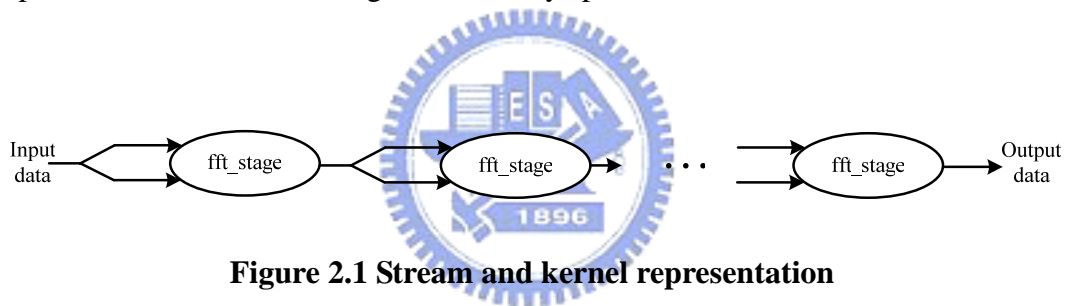 Input
data
fft_stage
fft_stage
. . .
fft_stage
Output
data
E S A
1896
Figure 2.1 Stream and kernel representation